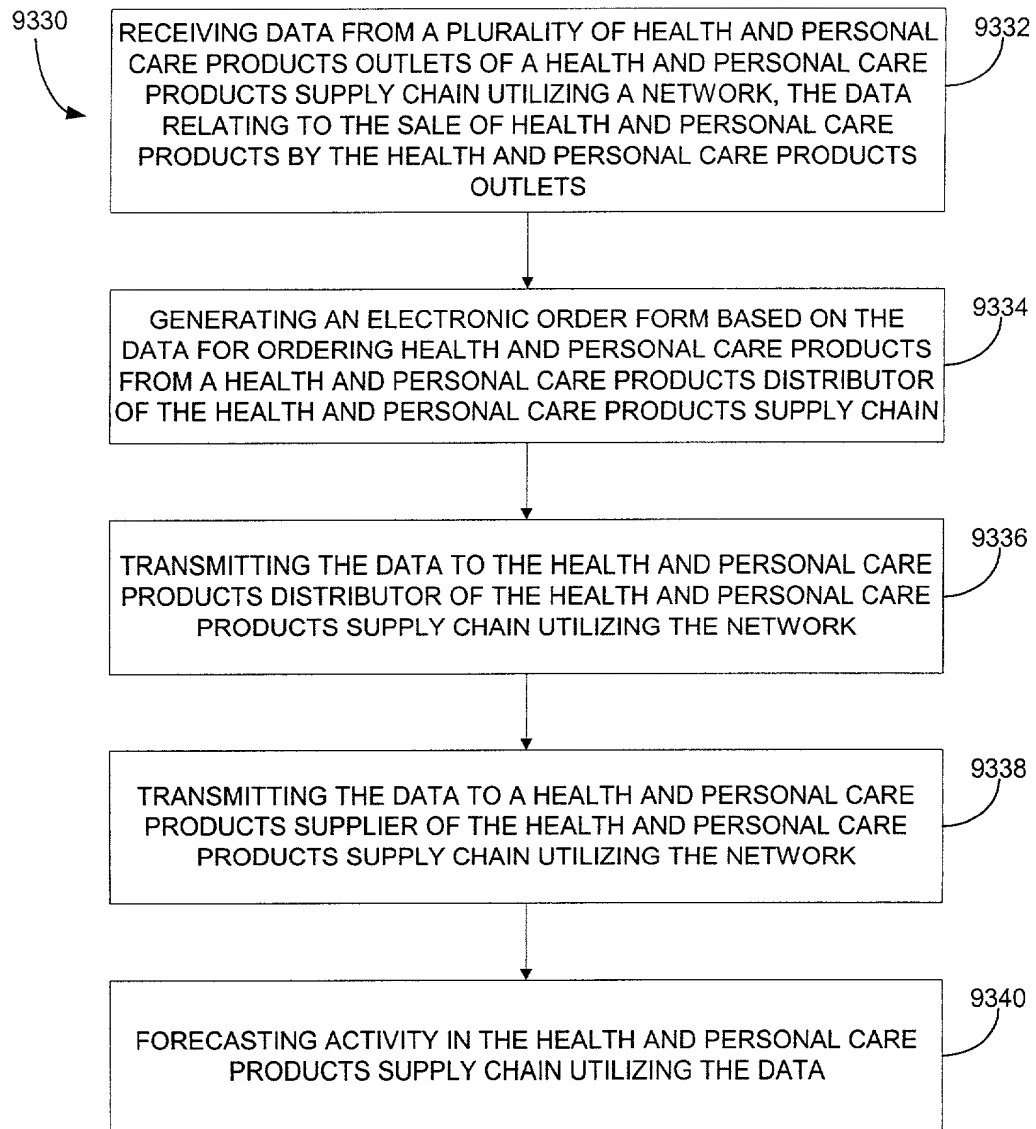 9330
RECEIVING DATA FROM A PLURALITY OF HEALTH AND PERSONAL
CARE PRODUCTS OUTLETS OF A HEALTH AND PERSONAL CARE
PRODUCTS SUPPLY CHAIN UTILIZING A NETWORK, THE DATA
RELATING TO THE SALE OF HEALTH AND PERSONAL CARE
PRODUCTS BY THE HEALTH AND PERSONAL CARE PRODUCTS
OUTLETS
9332
GENERATING AN ELECTRONIC ORDER FORM BASED ON THE
DATA FOR ORDERING HEALTH AND PERSONAL CARE PRODUCTS
FROM A HEALTH AND PERSONAL CARE PRODUCTS DISTRIBUTOR
OF THE HEALTH AND PERSONAL CARE PRODUCTS SUPPLY CHAIN
9334
TRANSMITTING THE DATA TO THE HEALTH AND PERSONAL CARE
PRODUCTS DISTRIBUTOR OF THE HEALTH AND PERSONAL CARE
PRODUCTS SUPPLY CHAIN UTILIZING THE NETWORK
9336
TRANSMITTING THE DATA TO A HEALTH AND PERSONAL CARE
PRODUCTS SUPPLIER OF THE HEALTH AND PERSONAL CARE
PRODUCTS SUPPLY CHAIN UTILIZING THE NETWORK
9338
FORECASTING ACTIVITY IN THE HEALTH AND PERSONAL CARE
PRODUCTS SUPPLY CHAIN UTILIZING THE DATA
9340